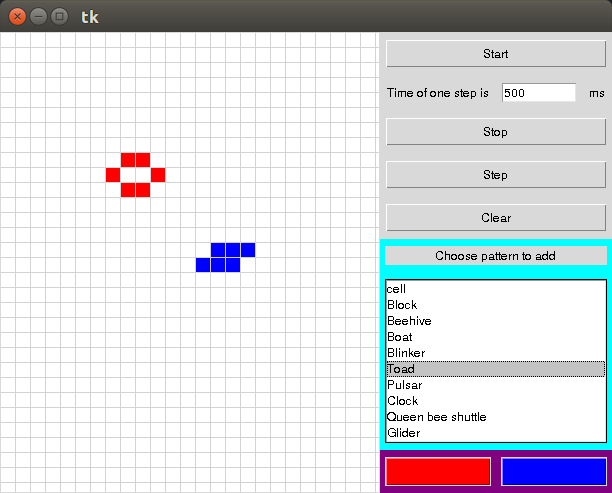 tk
Start
Time of one step is 500 ms
Stop
Step
Clear
Choose pattern to add
cell
Block
Beehive
Boat
Blinker
Toad
Pulsar
Clock
Queen bee shuttle
Glider